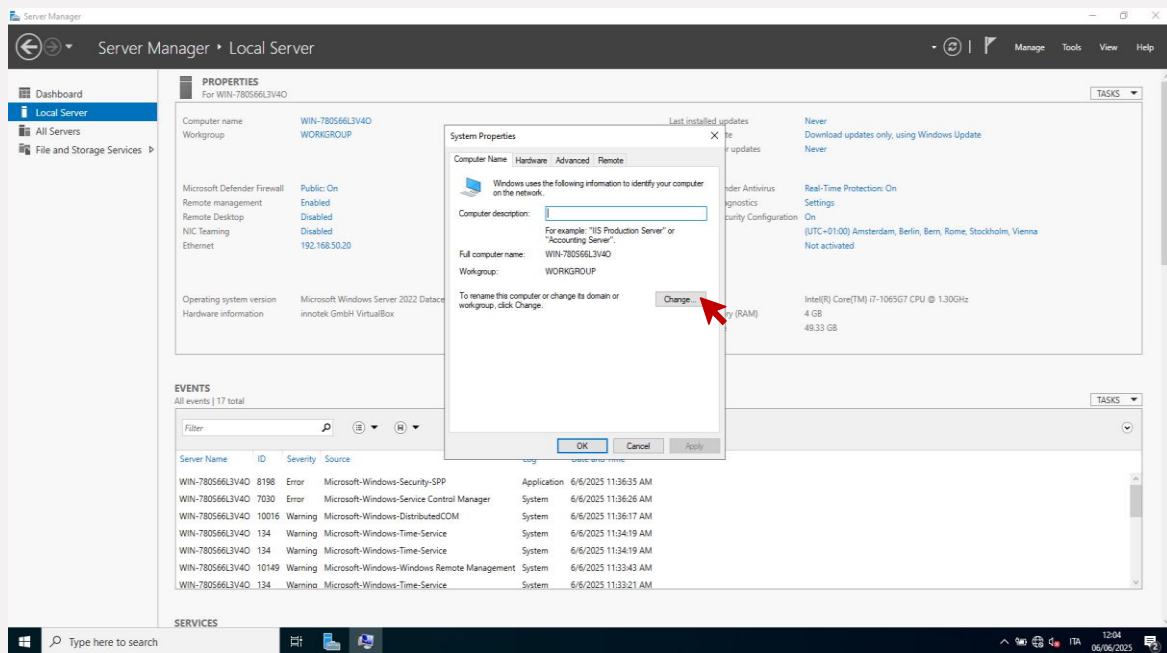 Server Manager
Server Manager • Local Server
Manage Tools View Help
Dashboard
Local Server
All Servers
File and Storage Services
PROPERTIES
For WIN-780S66L3V4O
TASKS
Computer name WIN-780S66L3V4O Last installed updates Never
Workgroup WORKGROUP Download updates only, using Windows Update
updates Never
Microsoft Defender Firewall Public: On Antivirus Real-Time Protection: On
Remote management Enabled Settings
Remote Desktop Disabled Configuration On
NIC Teaming Disabled (UTC+01:00) Amsterdam, Berlin, Bern, Rome, Stockholm, Vienna
Ethernet 192.168.50.20 Not activated
Operating system version Microsoft Windows Server 2022 Datace Intel(R) Core(TM) i7-1065G7 CPU @ 1.30GHz
Hardware information innotek GmbH VirtualBox (RAM) 4 GB
49.33 GB
System Properties
Computer Name Hardware Advanced Remote
Windows uses the following information to identify your computer
on the network.
Computer description:
For example: "IIS Production Server" or
"Accounting Server".
Full computer name: WIN-780S66L3V4O
Workgroup: WORKGROUP
To rename this computer or change its domain or
workgroup, click Change.
Change...
OK Cancel Apply
EVENTS
All events | 17 total
TASKS
Filter
Server Name ID Severity Source Log Date and Time
WIN-780S66L3V4O 8198 Error Microsoft-Windows-Security-SPP Application 6/6/2025 11:36:35 AM
WIN-780S66L3V4O 7030 Error Microsoft-Windows-Service Control Manager System 6/6/2025 11:36:26 AM
WIN-780S66L3V4O 10016 Warning Microsoft-Windows-DistributedCOM System 6/6/2025 11:36:17 AM
WIN-780S66L3V4O 134 Warning Microsoft-Windows-Time-Service System 6/6/2025 11:34:19 AM
WIN-780S66L3V4O 134 Warning Microsoft-Windows-Time-Service System 6/6/2025 11:34:19 AM
WIN-780S66L3V4O 10149 Warning Microsoft-Windows-Windows Remote Management System 6/6/2025 11:33:43 AM
WIN-780S66L3V4O 134 Warning Microsoft-Windows-Time-Service System 6/6/2025 11:33:21 AM
SERVICES
Type here to search
ITA
12:04
06/06/2025
2